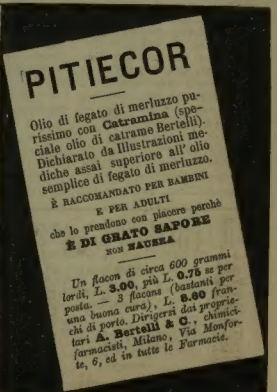 PITIECOR
Olio di fegato di merluzzo pu-
rissimo con Catramina (spe-
ciale olio di catrame Bertelli).
Dichiarato da Illustrazioni me-
diche assai superiore all'olio
semplice di fegato di merluzzo.
È RACCOMANDATO PER BAMBINI
E PER ADULTI
che lo prendono con piacere perchè
È DI GRATO SAPORE
NON NAUSEA
Un flacon di circa 600 grammi
lordi, L. 3.00, più L. 0.75 se per
posta. — 3 flacons (bastanti per
una buona cura), L. 8.60 fran-
chi di porto. Dirigersi dai proprie-
tari A. Bertelli & C., chimici-
farmacisti, Milano, Via Monfor-
te, 6, ed in tutte le Farmacie.